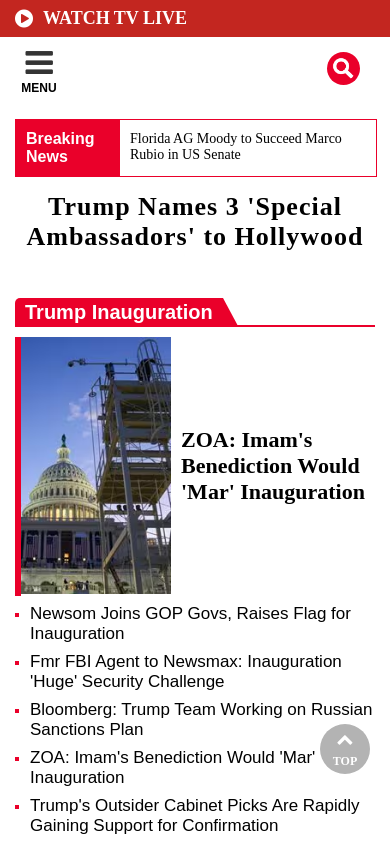 WATCH TV LIVE
MENU
Breaking
News
Florida AG Moody to Succeed Marco
Rubio in US Senate
Trump Names 3 'Special
Ambassadors' to Hollywood
Trump Inauguration
ZOA: Imam's
Benediction Would
'Mar' Inauguration
Newsom Joins GOP Govs, Raises Flag for
Inauguration
Fmr FBI Agent to Newsmax: Inauguration
'Huge' Security Challenge
Bloomberg: Trump Team Working on Russian
Sanctions Plan
ZOA: Imam's Benediction Would 'Mar'
Inauguration
TOP
Trump's Outsider Cabinet Picks Are Rapidly
Gaining Support for Confirmation